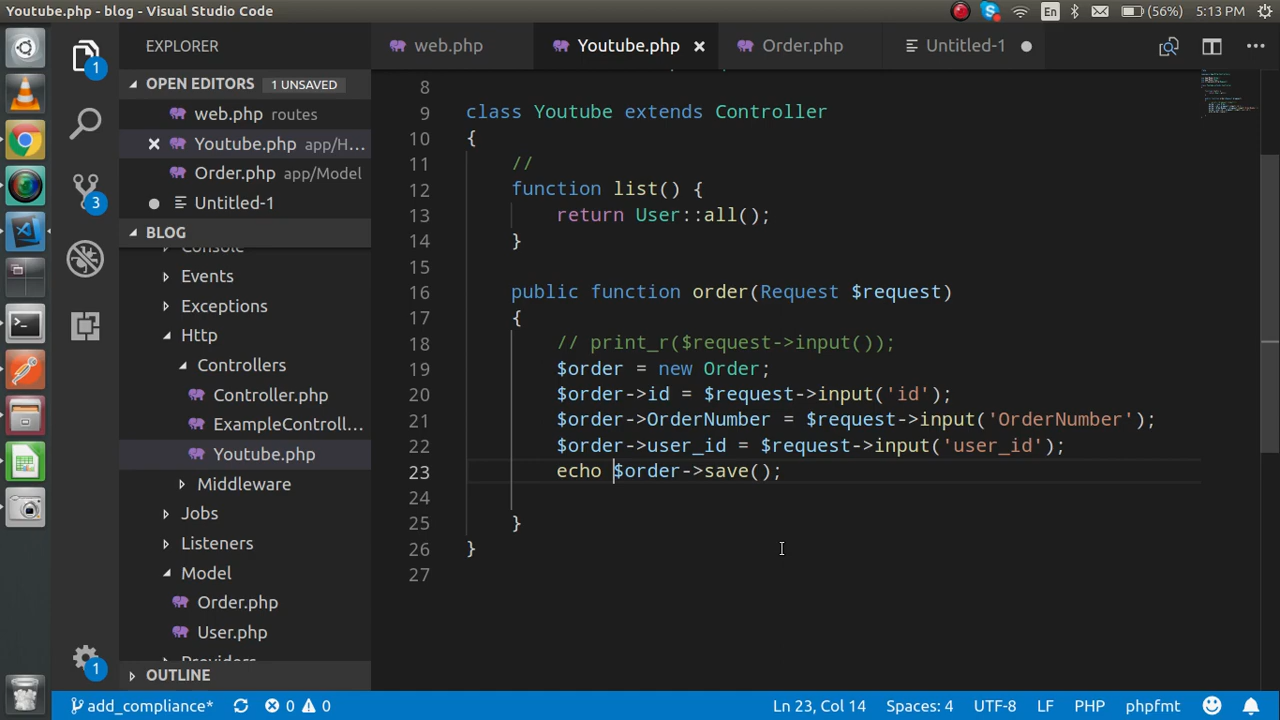 Youtube.php - blog - Visual Studio Code
En (56%) 5:13 PM
EXPLORER
OPEN EDITORS 1 UNSAVED
web.php routes
Youtube.php app/H...
Order.php app/Model
Untitled-1
BLOG
Console
Events
Exceptions
Http
Controllers
Controller.php
ExampleControll...
Youtube.php
Middleware
Jobs
Listeners
Model
Order.php
User.php
Providers
OUTLINE
1
3
1
web.php Youtube.php Order.php Untitled-1
8
9 class Youtube extends Controller
10 {
11 //
12 function list() {
13 return User::all();
14 }
15
16 public function order(Request $request)
17 {
18 // print_r($request->input());
19 $order = new Order;
20 $order->id = $request->input('id');
21 $order->OrderNumber = $request->input('OrderNumber');
22 $order->user_id = $request->input('user_id');
23 echo $order->save();
24
25 }
26 }
27
add_compliance* 0 0 Ln 23, Col 14 Spaces: 4 UTF-8 LF PHP phpfmt